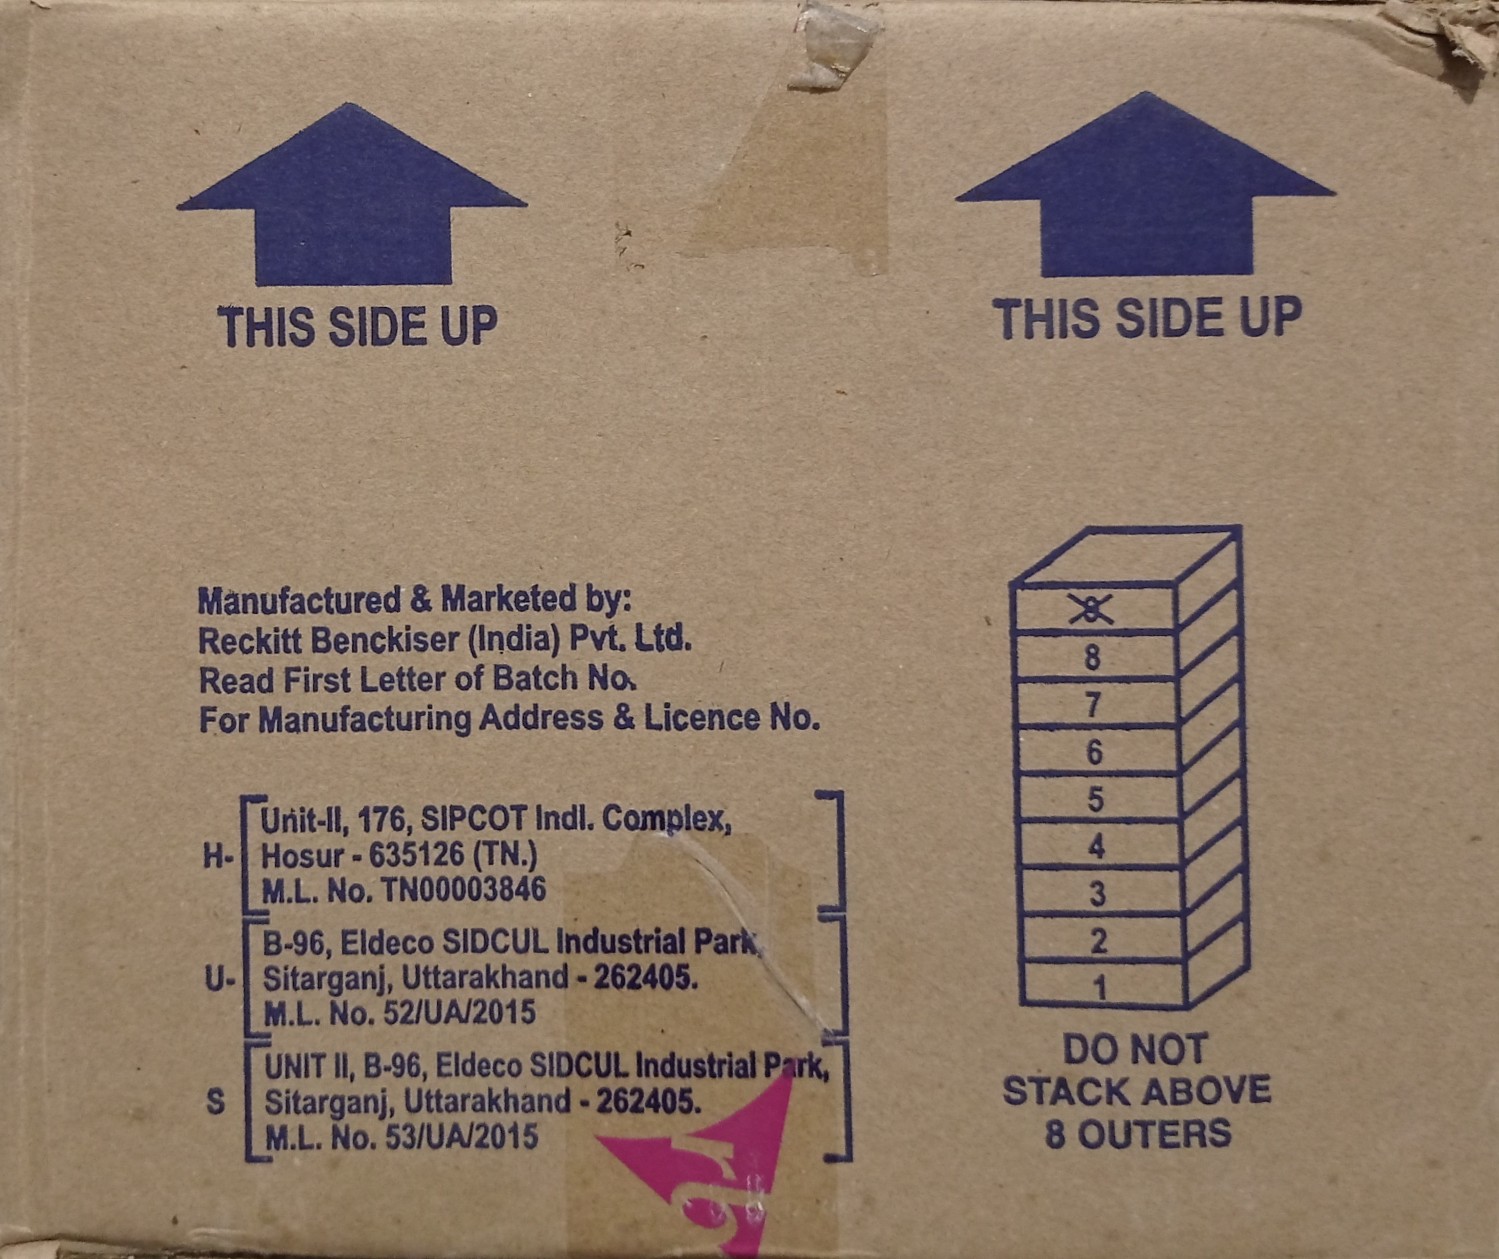 THIS SIDE UP
THIS SIDE UP
Manufactured & Marketed by:
Reckitt Benckiser (India) Pvt. Ltd.
Read First Letter of Batch No.
For Manufacturing Address & Licence No.
H-
Unit-II, 176, SIPCOT Indl. Complex,
Hosur - 635126 (TN.)
M.L. No. TN00003846
U-
B-96, Eldeco SIDCUL Industrial Park,
Sitarganj, Uttarakhand - 262405.
M.L. No. 52/UA/2015
S
UNIT II, B-96, Eldeco SIDCUL Industrial Park,
Sitarganj, Uttarakhand - 262405.
M.L. No. 53/UA/2015
8
7
6
5
4
3
2
1
DO NOT
STACK ABOVE
8 OUTERS